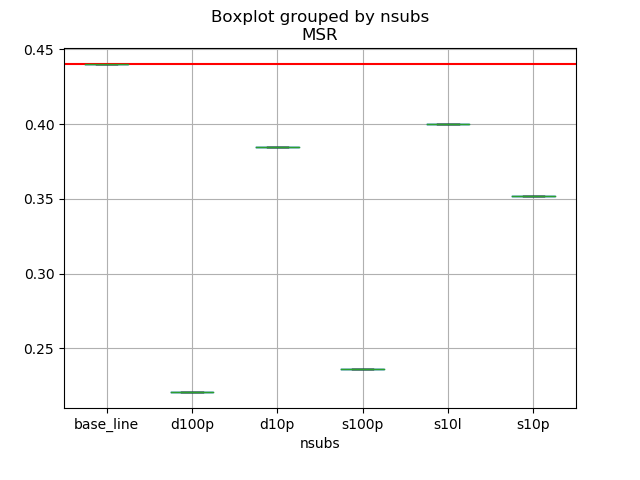 Boxplot grouped by nsubs
MSR
0.45
0.40
0.35
0.30
0.25
base_line d100p d10p s100p s10l s10p
nsubs